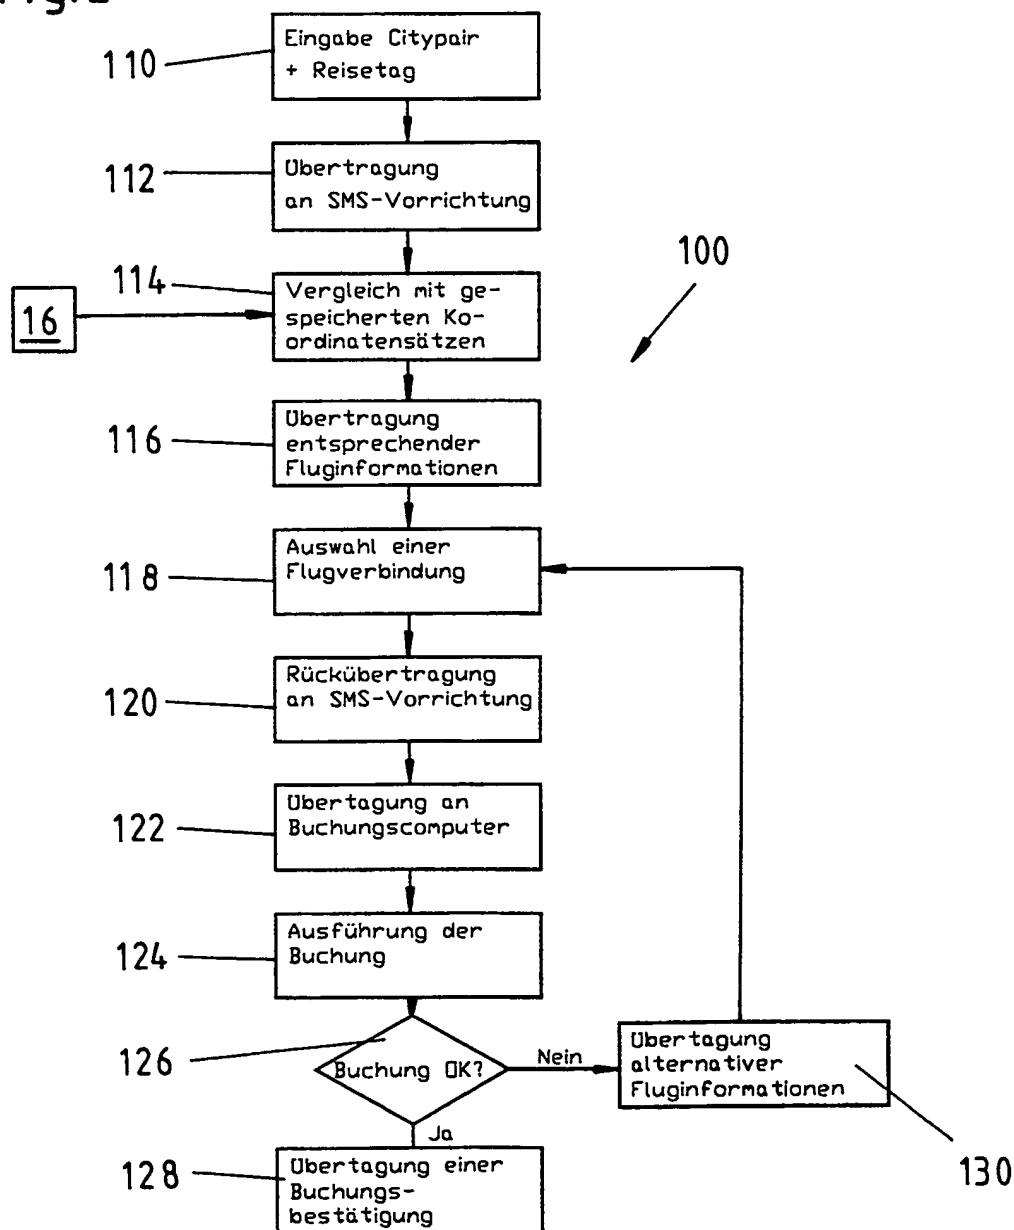 Fig.2
110
Eingabe Citypair
+ Reisetag
112
Übertragung
an SMS-Vorrichtung
100
114
16
Vergleich mit ge-
speicherten Ko-
ordinatensätzen
116
Übertragung
entsprechender
Fluginformationen
118
Auswahl einer
Flugverbindung
120
Rückübertragung
an SMS-Vorrichtung
122
Übertagung an
Buchungscomputer
124
Ausführung der
Buchung
126
Buchung OK?
Nein
Übertagung
alternativer
Fluginformationen
130
Ja
128
Übertagung einer
Buchungs-
bestätigung